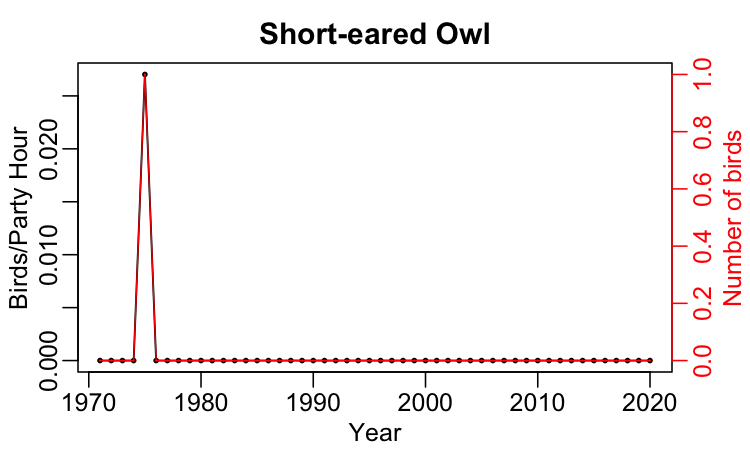 Short-eared Owl
Birds/Party Hour
0.000 0.010 0.020
0.0 0.2 0.4 0.6 0.8 1.0
Number of birds
1970 1980 1990 2000 2010 2020
Year